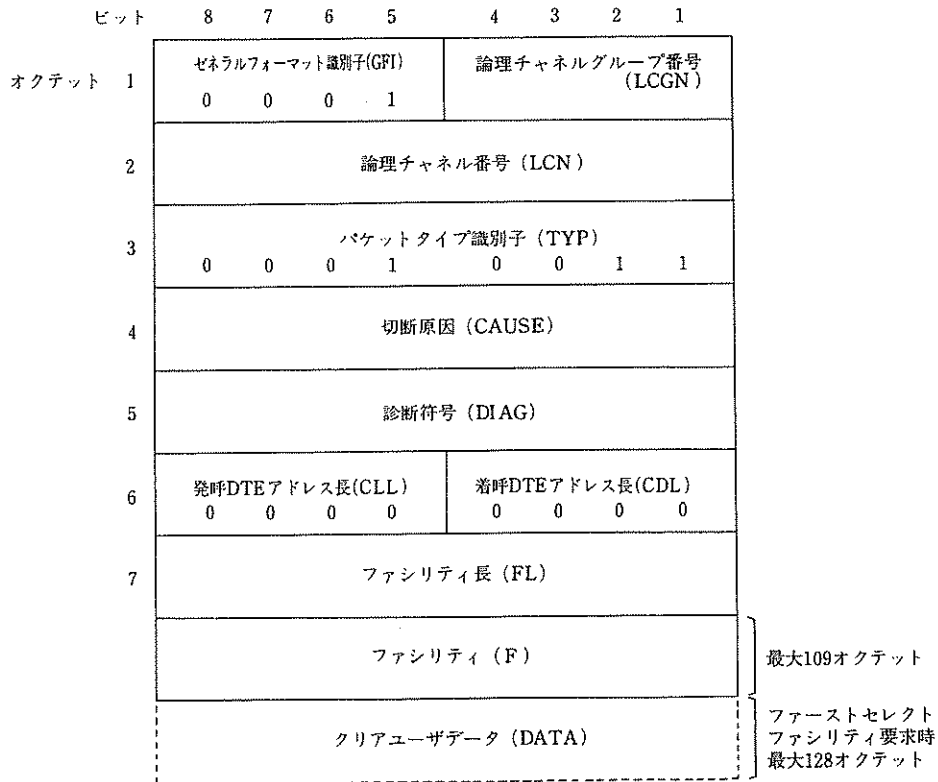 ビット 8 7 6 5 4 3 2 1
オクテット 1
ゼネラルフォーマット識別子(GFI)
0 0 0 1
論理チャネルグループ番号
(LCGN)
2 論理チャネル番号 (LCN)
3 パケットタイプ識別子 (TYP)
0 0 0 1 0 0 1 1
4 切断原因 (CAUSE)
5 診断符号 (DIAG)
6 発呼DTEアドレス長(CLL) 着呼DTEアドレス長(CDL)
0 0 0 0 0 0 0 0
7 ファシリティ長 (FL)
ファシリティ (F) 最大109オクテット
クリアユーザデータ (DATA)
ファーストセレクト
ファシリティ要求時
最大128オクテット